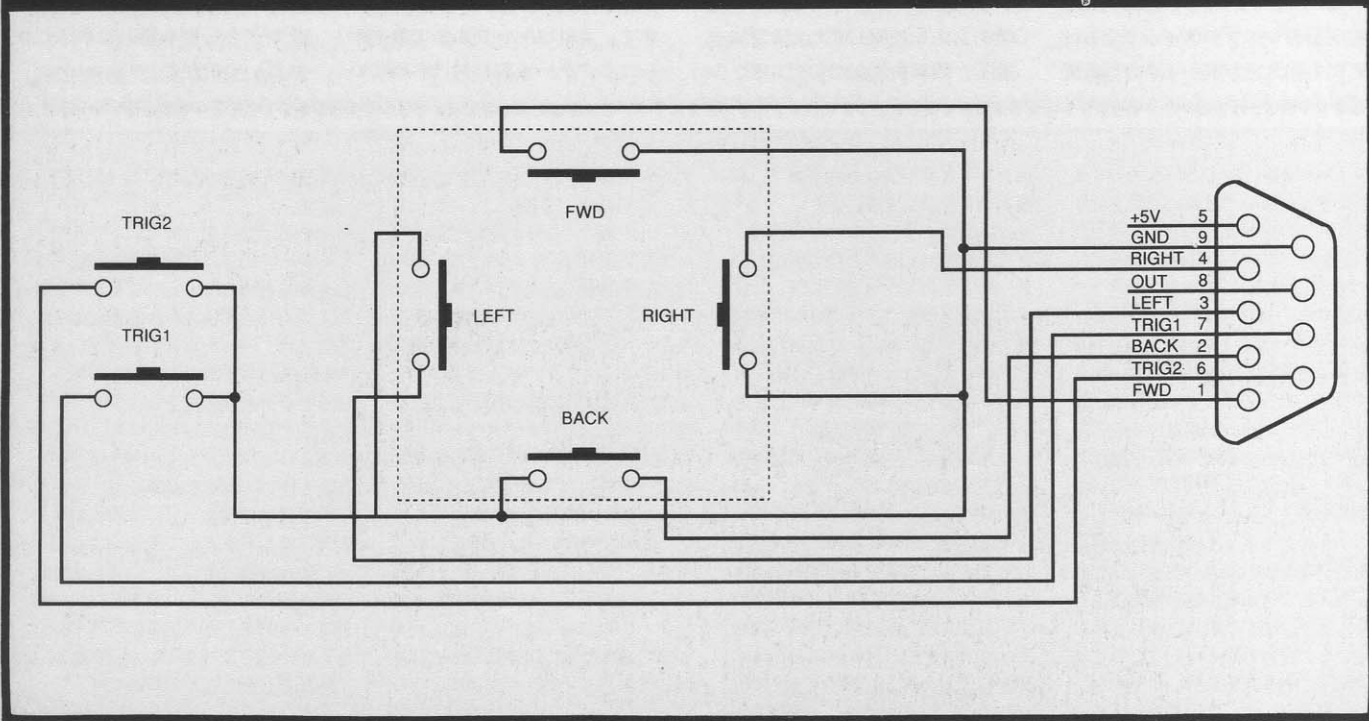 FWD
TRIG2
LEFT
RIGHT
TRIG1
BACK
+5V 5
GND 9
RIGHT 4
OUT 8
LEFT 3
TRIG1 7
BACK 2
TRIG2 6
FWD 1